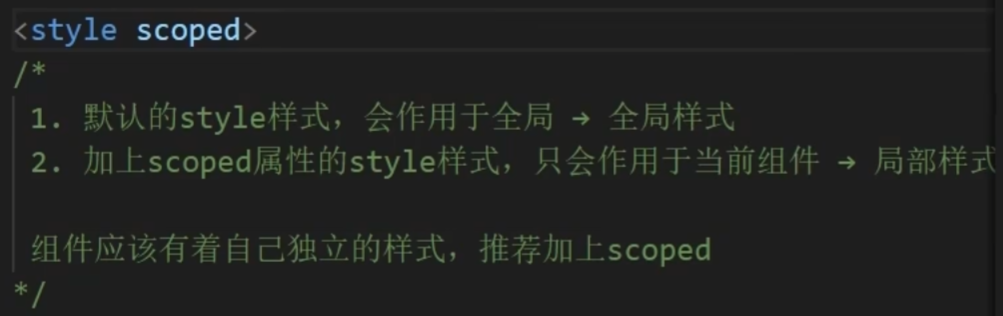 <style scoped>
/*
1. 默认的style样式，会作用于全局 → 全局样式
2. 加上scoped属性的style样式，只会作用于当前组件 → 局部样式

组件应该有着自己独立的样式，推荐加上scoped
*/